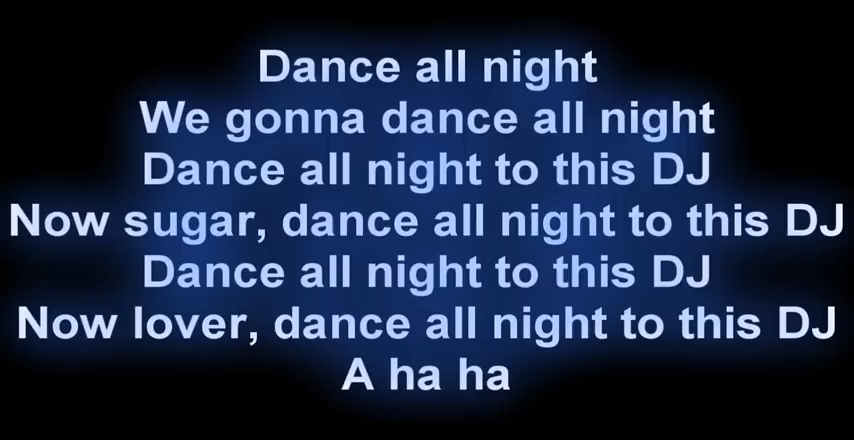 Dance all night
We gonna dance all night
Dance all night to this DJ
Now sugar, dance all night to this DJ
Dance all night to this DJ
Now lover, dance all night to this DJ
A ha ha